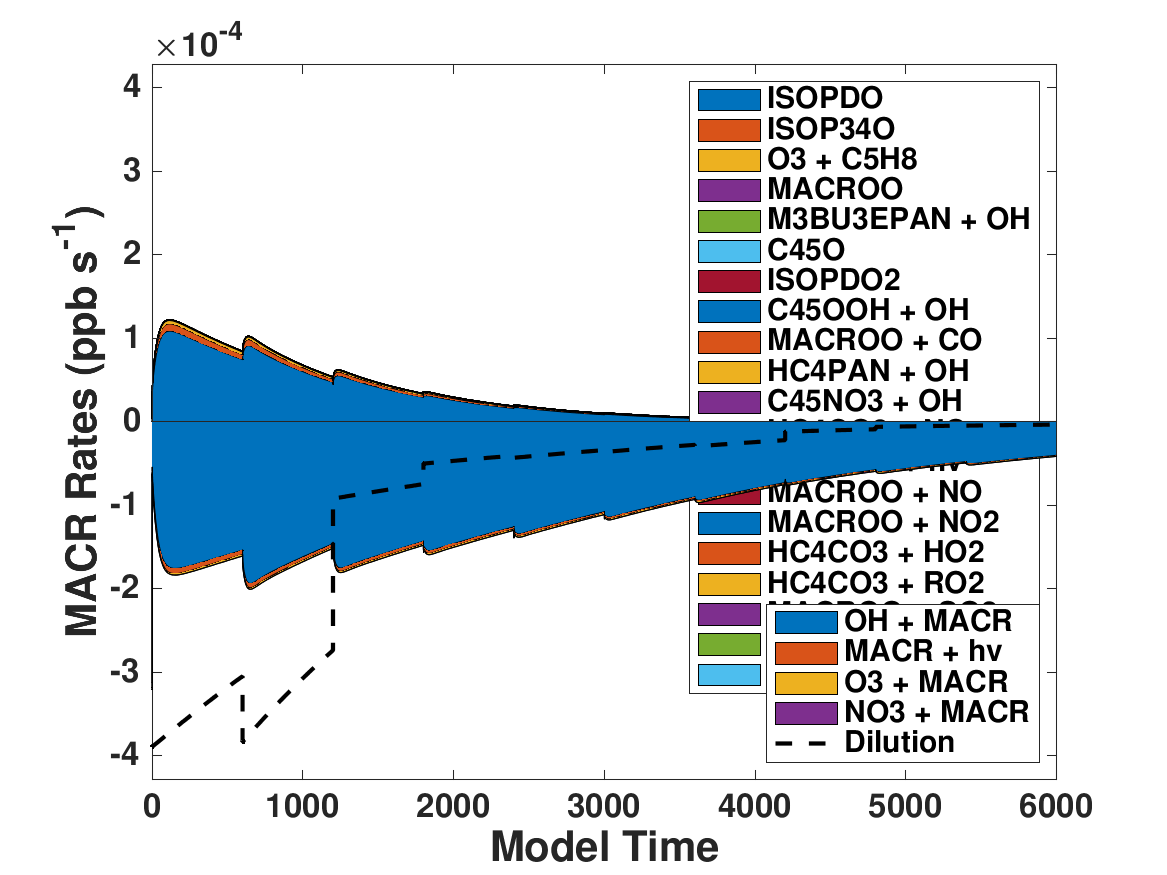 ×10-4
4
3
2
1
0
-1
-2
-3
-4
MACR Rates (ppb s-1)
0
1000
2000
3000
4000
5000
6000
Model Time
ISOPDO
ISOP34O
O3 + C5H8
MACROO
M3BU3EPAN + OH
C45O
ISOPDO2
C45OOH + OH
MACROO + CO
HC4PAN + OH
C45NO3 + OH
MACROO + NO
MACROO + NO2
HC4CO3 + HO2
HC4CO3 + RO2
OH + MACR
MACR + hv
O3 + MACR
NO3 + MACR
Dilution